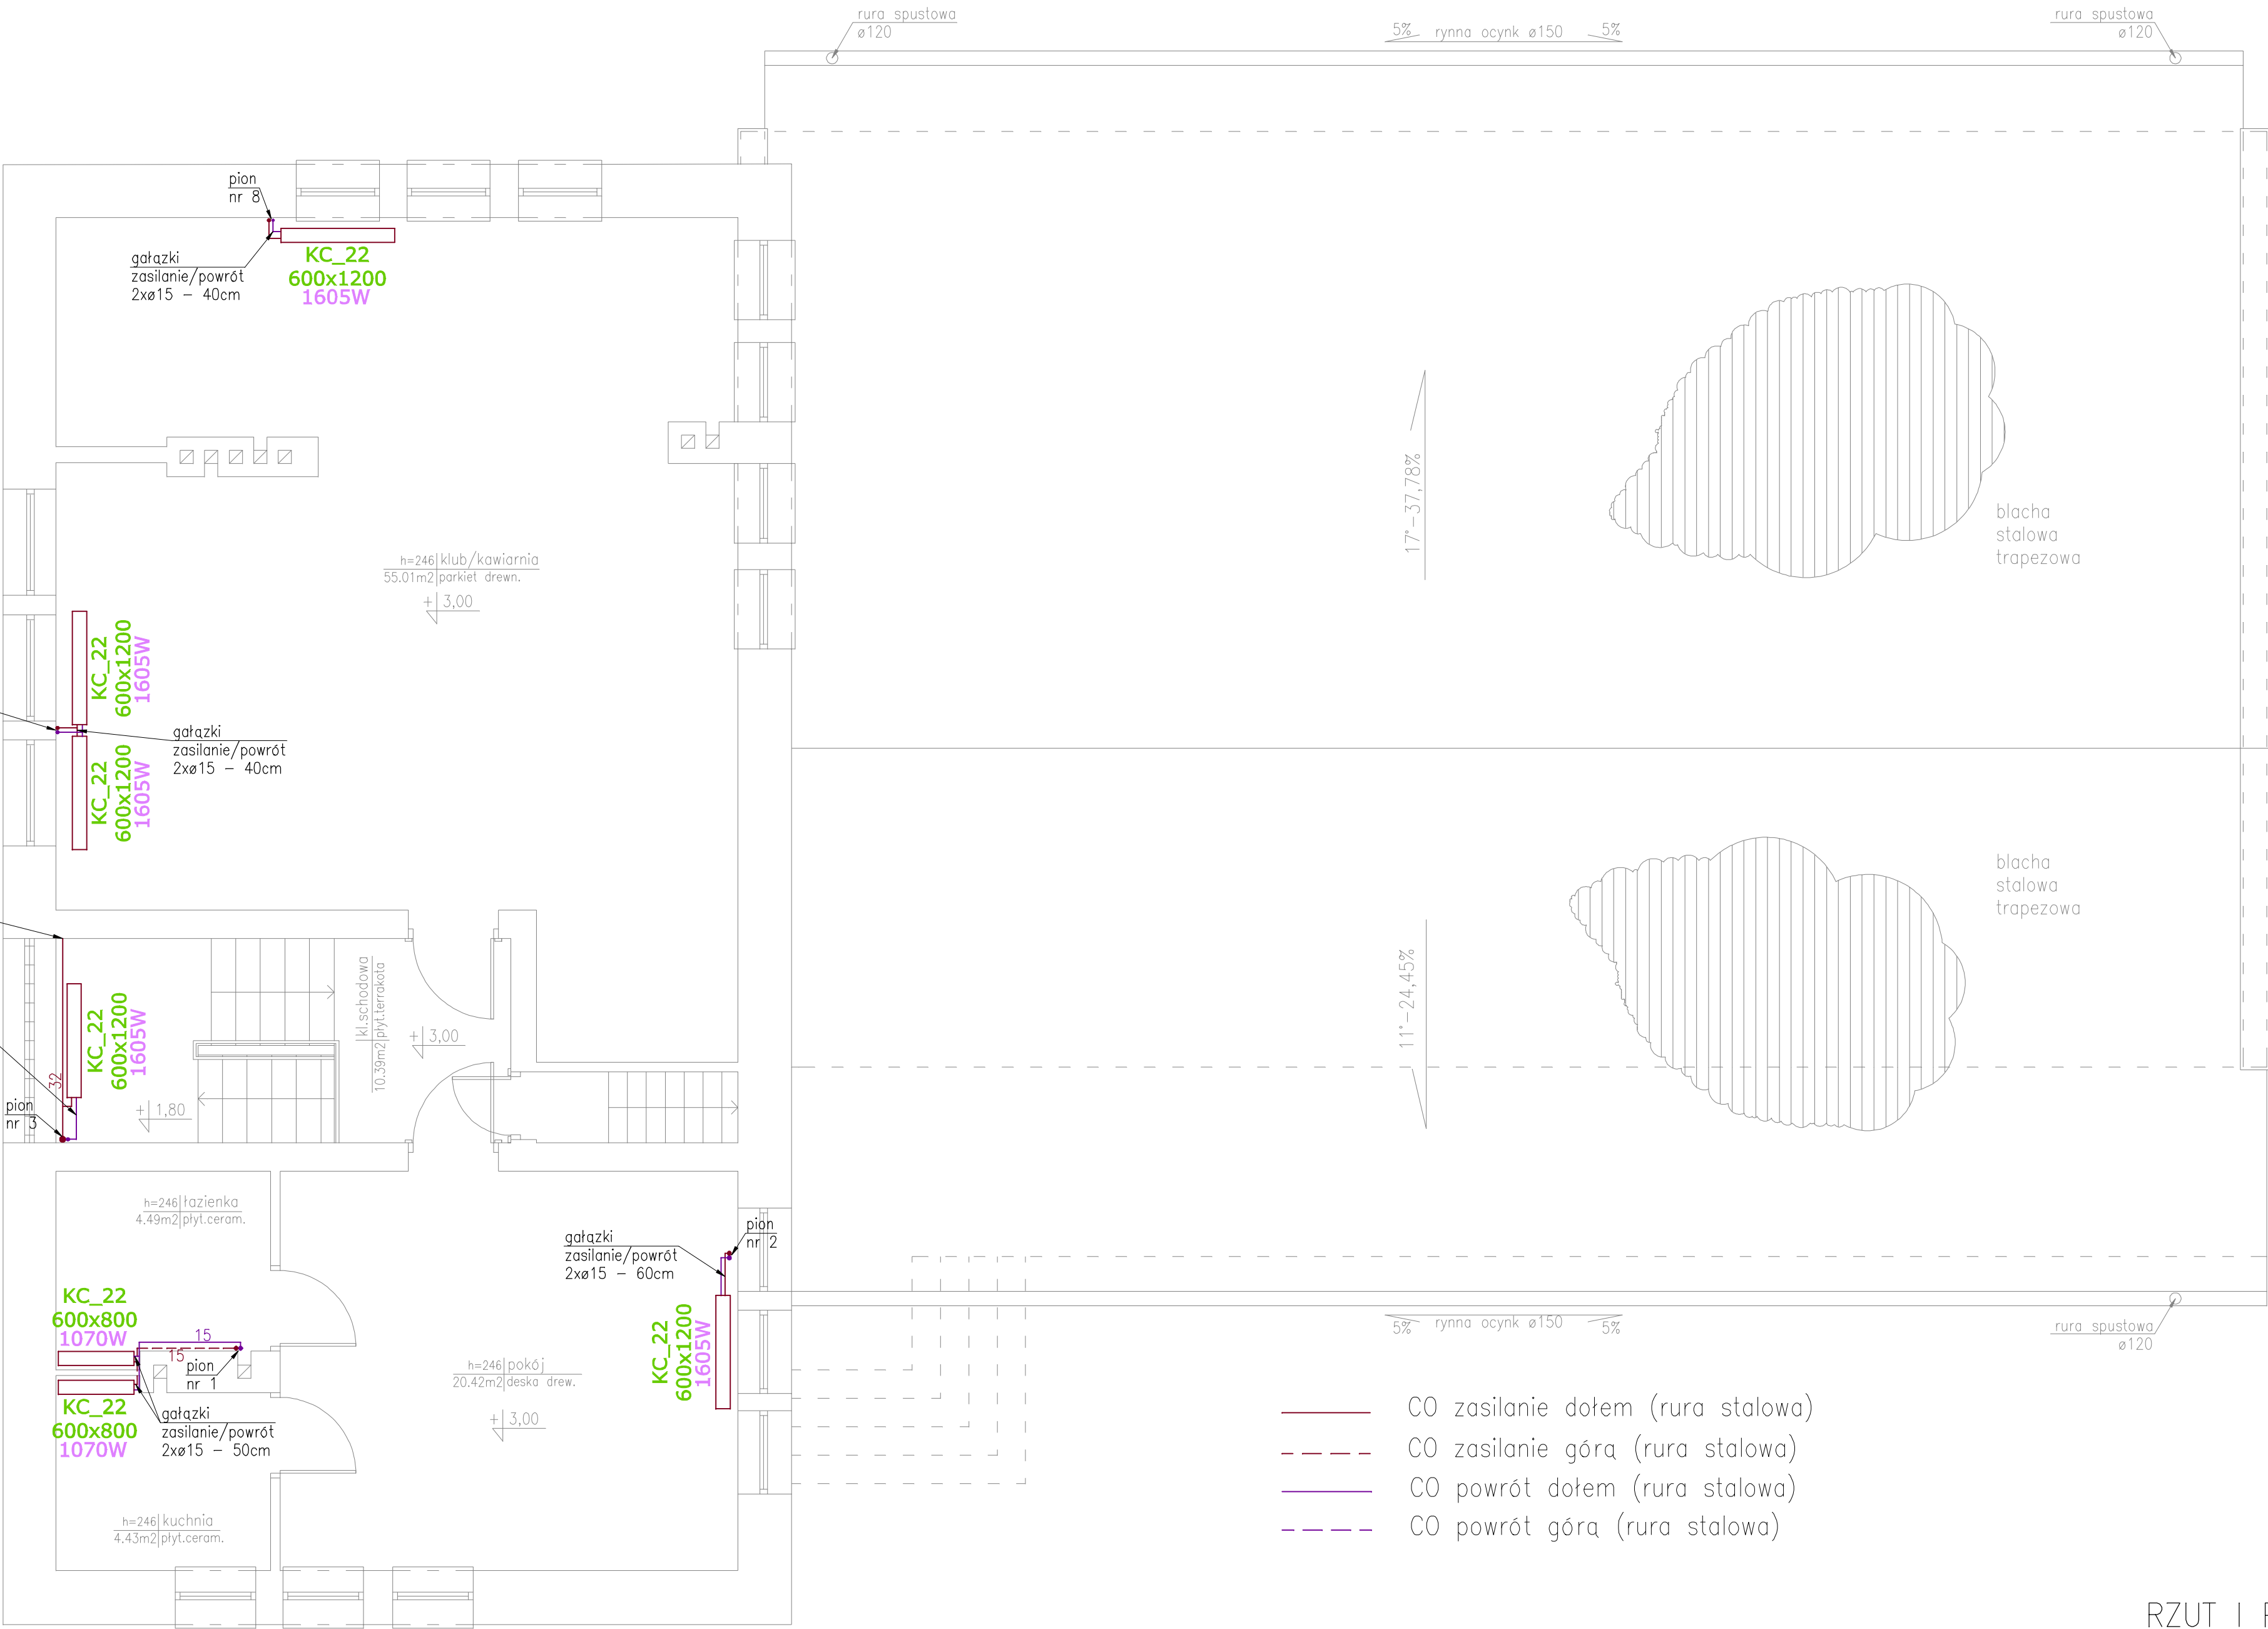 rura spustowa
ø120
5% rynna ocynk ø150 5%
rura spustowa
ø120
pion
nr 8
gałązki
zasilanie/powrót
2xø15 - 40cm
KC_22
600x1200
1605W
17°-37,78%
blacha
stalowa
trapezowa
h=246 klub/kawiarnia
55.01m2 parkiet drewn.
+ 3,00
KC_22
600x1200
1605W
gałązki
zasilanie/powrót
2xø15 - 40cm
KC_22
600x1200
1605W
blacha
stalowa
trapezowa
11°-24,45%
kl.schodowa
10.39m2 płyt.terrakota
+ 3,00
KC_22
600x1200
1605W
32
pion
nr 3
+ 1,80
h=246 łazienka
4.49m2 płyt.ceram.
gałązki
zasilanie/powrót
2xø15 - 60cm
pion
nr 2
KC_22
600x800
1070W
15
15
pion
nr 1
KC_22
600x800
1070W
gałązki
zasilanie/powrót
2xø15 - 50cm
h=246 pokój
20.42m2 deska drew.
+ 3,00
KC_22
600x1200
1605W
5% rynna ocynk ø150 5%
rura spustowa
ø120
h=246 kuchnia
4.43m2 płyt.ceram.
CO zasilanie dołem (rura stalowa)
CO zasilanie górą (rura stalowa)
CO powrót dołem (rura stalowa)
CO powrót górą (rura stalowa)
RZUT I